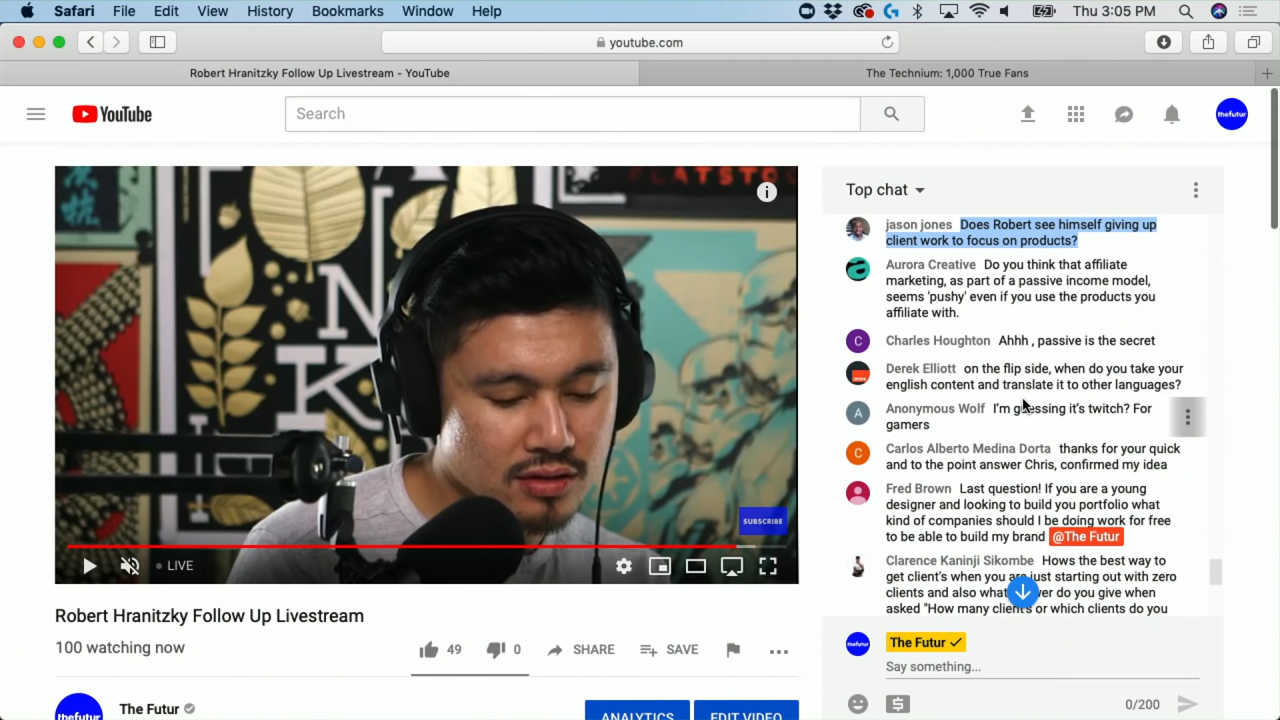 Safari File Edit View History Bookmarks Window Help Thu 3:05 PM
youtube.com
Robert Hranitzky Follow Up Livestream - YouTube
The Technium: 1,000 True Fans
YouTube
Search
thefutur
Top chat
jason jones Does Robert see himself giving up
client work to focus on products?
Aurora Creative Do you think that affiliate
marketing, as part of a passive income model,
seems 'pushy' even if you use the products you
affiliate with.
C Charles Houghton Ahhh , passive is the secret
Derek Elliott on the flip side, when do you take your
english content and translate it to other languages?
A Anonymous Wolf I'm guessing it's twitch? For
gamers
C Carlos Alberto Medina Dorta thanks for your quick
and to the point answer Chris, confirmed my idea
Fred Brown Last question! If you are a young
designer and looking to build you portfolio what
kind of companies should I be doing work for free
to be able to build my brand @The Futur
Clarence Kaninji Sikombe Hows the best way to
get client's when you are just starting out with zero
clients and also what
asked "How many clients or which clients do you
thefutur The Futur
Say something...
0/200
N
K
SUBSCRIBE
LIVE
Robert Hranitzky Follow Up Livestream
100 watching now
49 0 SHARE SAVE
thefutur The Futur
ANALYTICS EDIT VIDEO